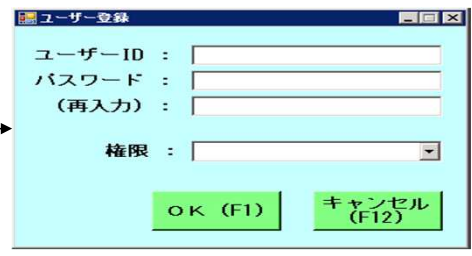 ユーザー登録
ユーザーID :
パスワード :
(再入力) :
権限 :
OK (F1)
キャンセル
(F12)